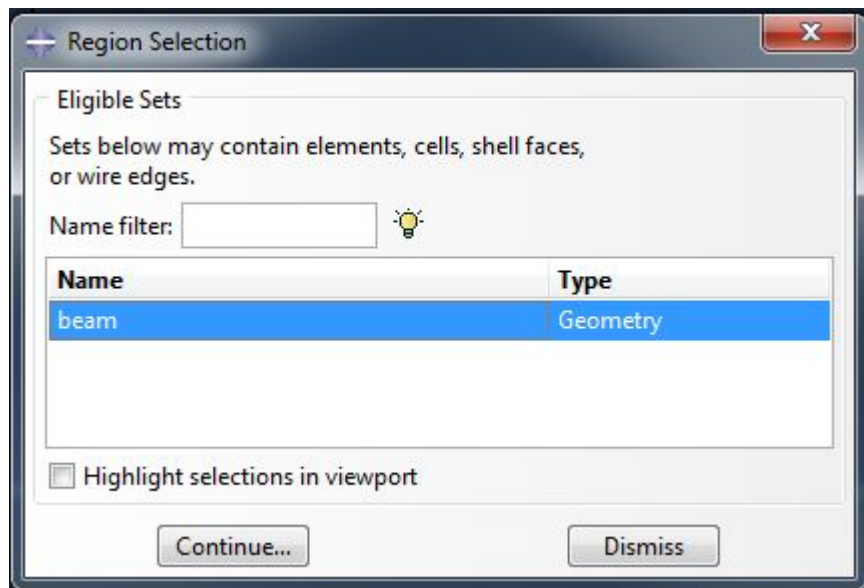 Region Selection
Eligible Sets
Sets below may contain elements, cells, shell faces,
or wire edges.
Name filter:
Name Type
beam Geometry
Highlight selections in viewport
Continue... Dismiss